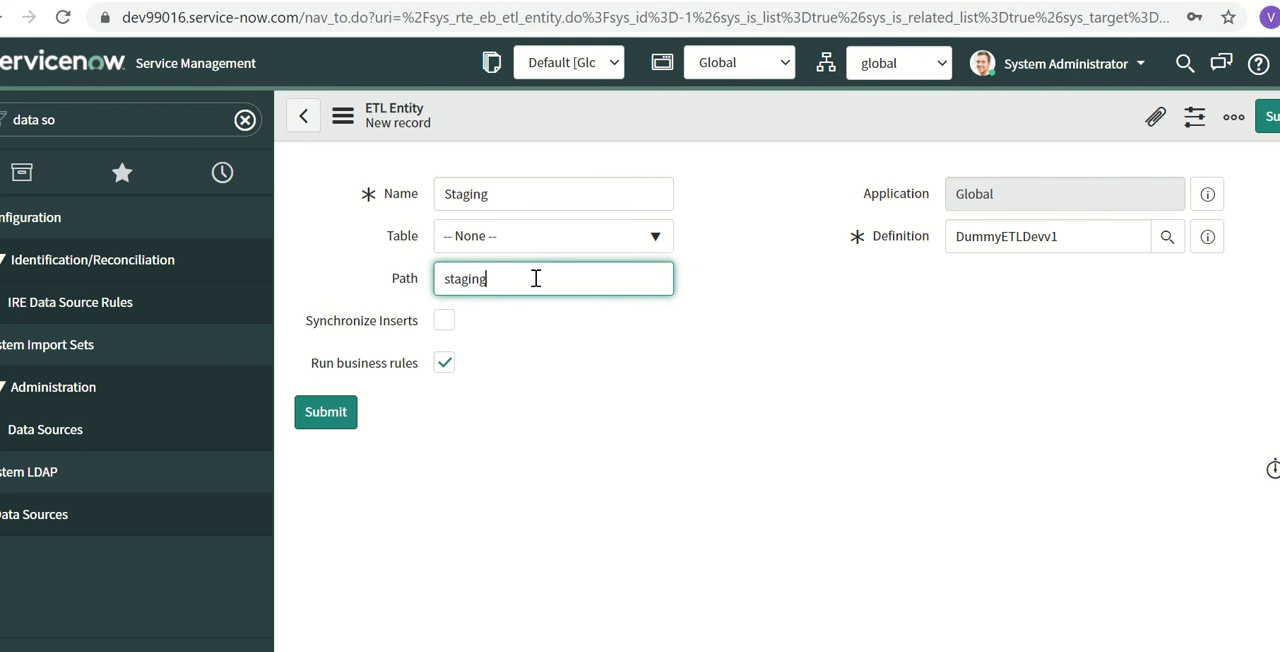 dev99016.service-now.com/nav_to.do?uri=%2Fsys_rte_eb_etl_entity.do%3Fsys_id%3D-1%26sys_is_list%3Dtrue%26sys_is_related_list%3Dtrue%26sys_target%3D...
V
ervicenow. Service Management
Default [Glc
Global
global
System Administrator
data so
ETL Entity
New record
Su
nfiguration
Identification/Reconciliation
IRE Data Source Rules
stem Import Sets
Administration
Data Sources
stem LDAP
Data Sources
Name Staging
Application Global
Table -- None --
Definition DummyETLDevv1
Path staging
Synchronize Inserts
Run business rules
Submit